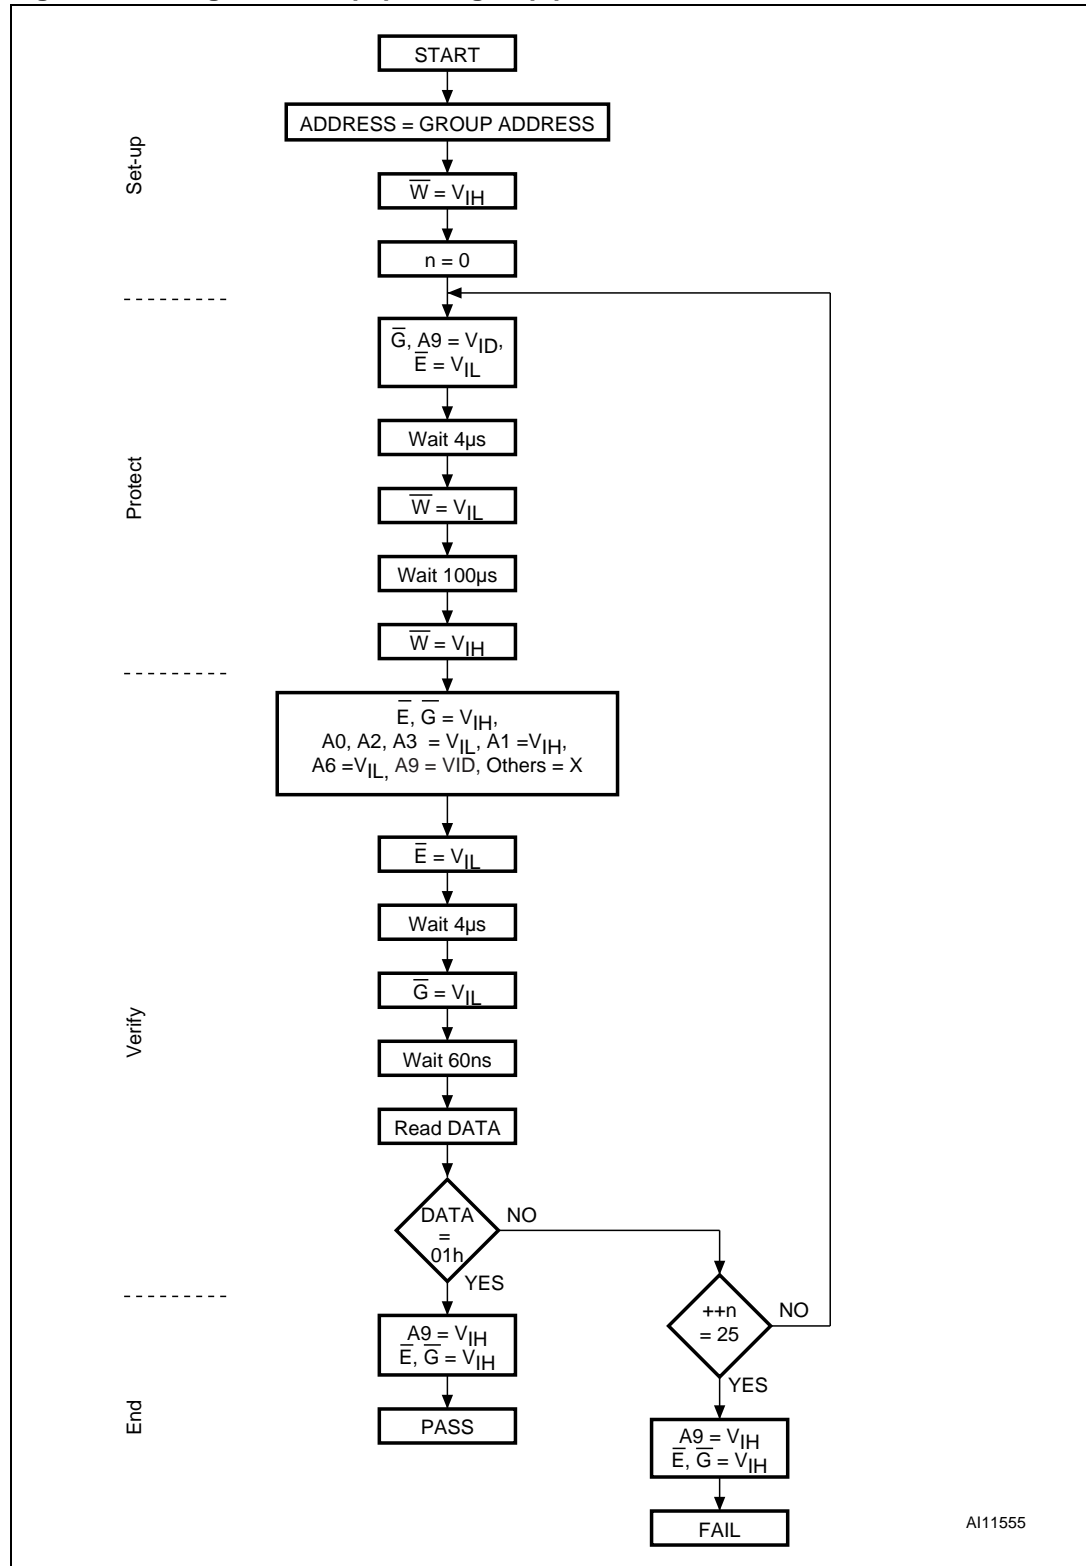 START
ADDRESS = GROUP ADDRESS
Set-up
W̅ = VIH
n = 0
G̅, A9 = VID,
E̅ = VIL
Wait 4µs
Protect
W̅ = VIL
Wait 100µs
W̅ = VIH
E̅, G̅ = VIH,
A0, A2, A3 = VIL, A1 =VIH,
A6 =VIL, A9 = VID, Others = X
E̅ = VIL
Wait 4µs
G̅ = VIL
Verify
Wait 60ns
Read DATA
DATA
=
01h
NO
YES
++n
= 25
NO
YES
A9 = VIH
E̅, G̅ = VIH
End
PASS
A9 = VIH
E̅, G̅ = VIH
FAIL
AI11555